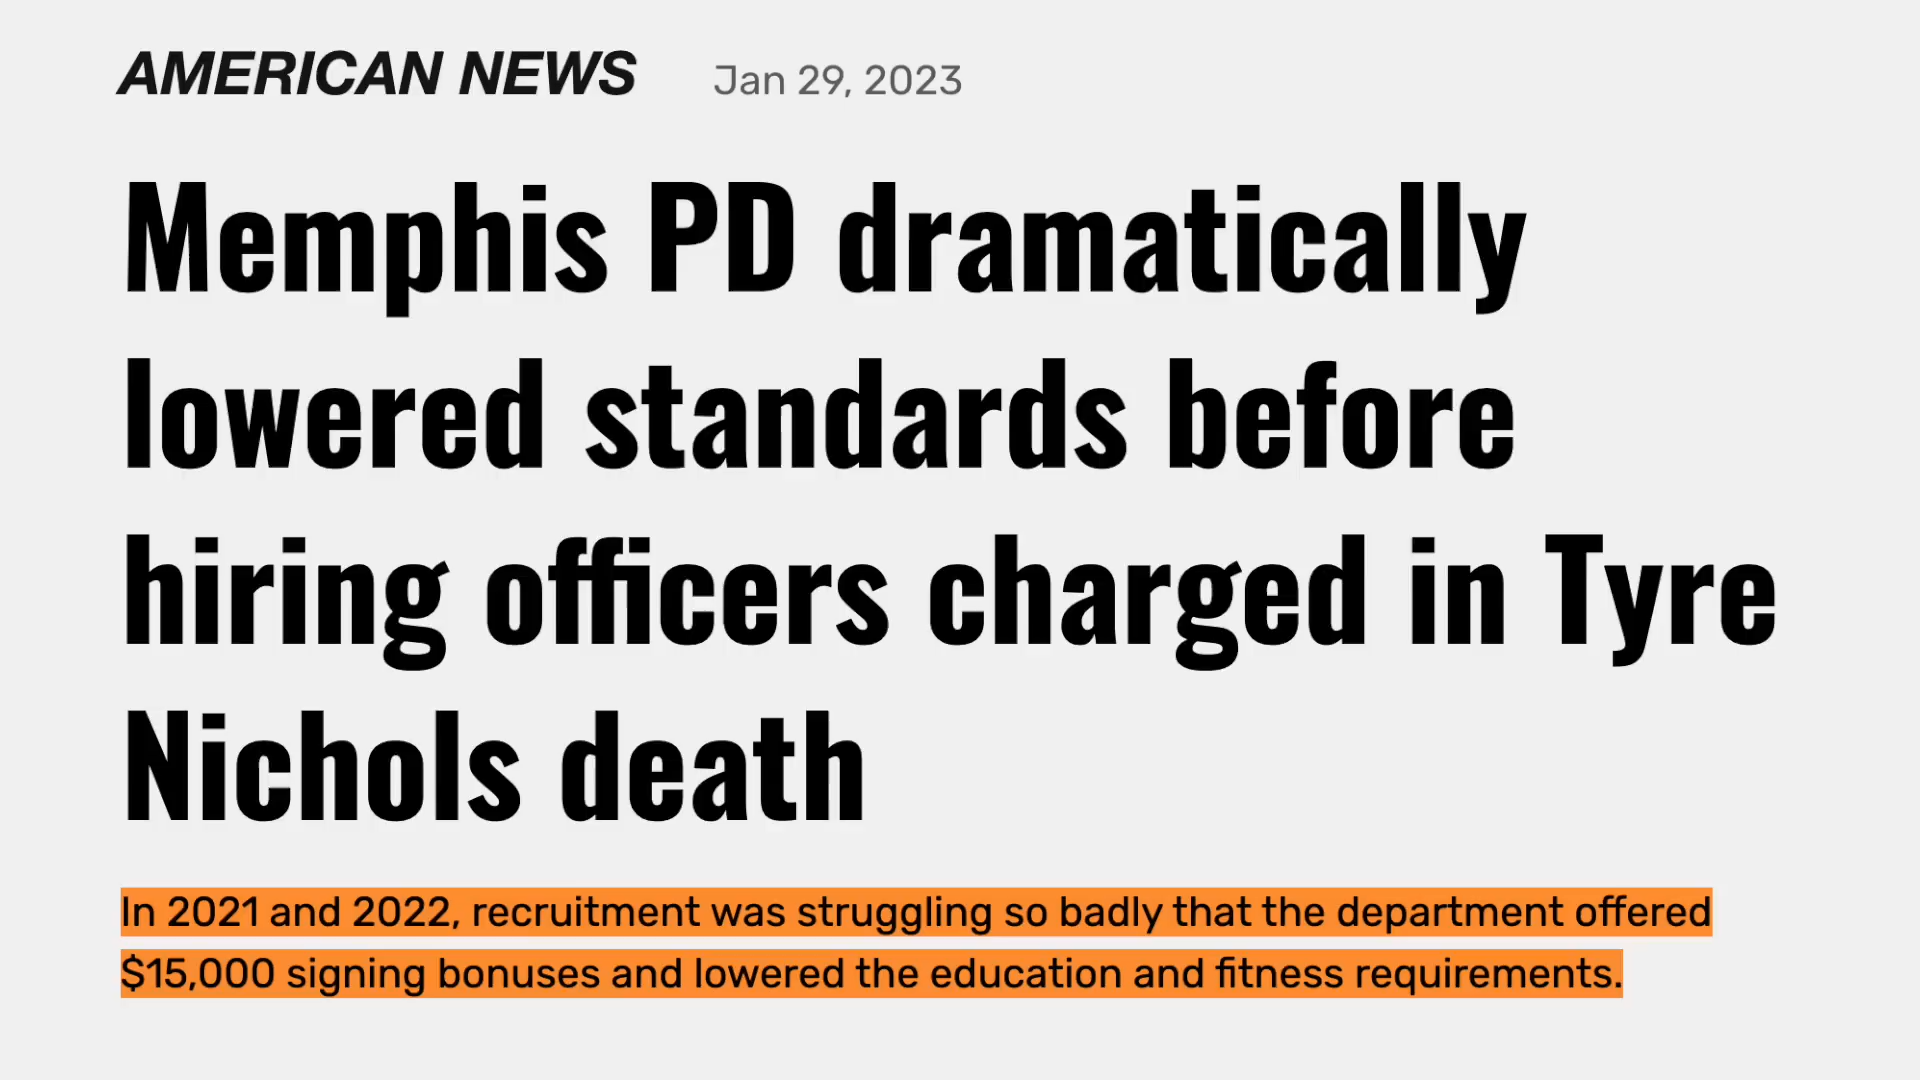 AMERICAN NEWS Jan 29, 2023
Memphis PD dramatically
lowered standards before
hiring officers charged in Tyre
Nichols death
In 2021 and 2022, recruitment was struggling so badly that the department offered
$15,000 signing bonuses and lowered the education and fitness requirements.